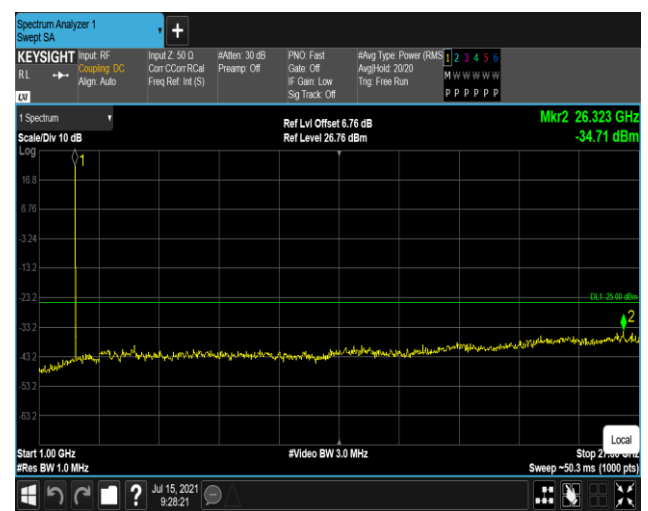 Spectrum Analyzer 1
Swept SA
+
KEYSIGHT Input: RF Input Z: 50 Ω #Atten: 30 dB PNO: Fast #Avg Type: Power (RMS 1 2 3 4 5 6
RL Coupling: DC Corr CCorr RCal Preamp: Off Gate: Off Avg|Hold: 20/20 M W W W W W
Align: Auto Freq Ref: Int (S) IF Gain: Low Trig: Free Run
Sig Track: Off P P P P P P
LXI
1 Spectrum Ref Lvl Offset 6.76 dB Mkr2 26.323 GHz
Scale/Div 10 dB Ref Level 26.76 dBm -34.71 dBm
Log
1
16.8
6.76
-3.24
-13.2
-23.2
DL1 -25.00 dBm
-33.2
2
-43.2
-53.2
-63.2
Local
Start 1.00 GHz #Video BW 3.0 MHz Stop
#Res BW 1.0 MHz Sweep ~50.3 ms (1000 pts)
? Jul 15, 2021
9:28:21